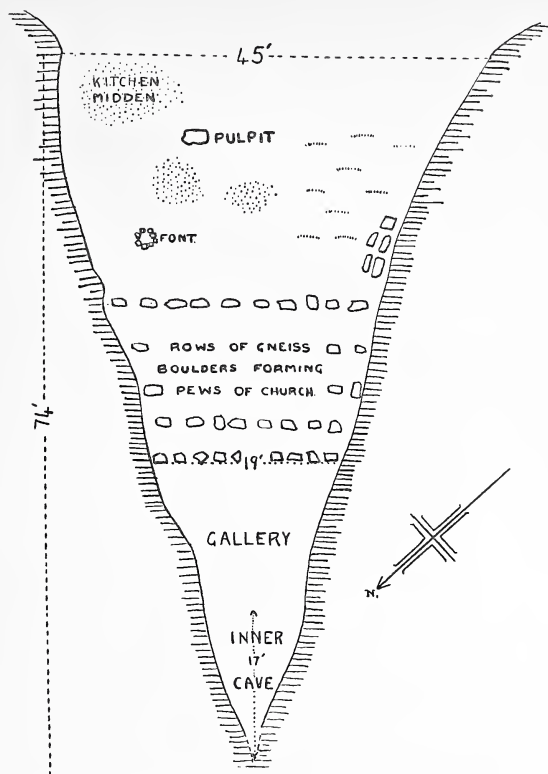 45'
KITCHEN
MIDDEN
PULPIT
FONT.
ROWS OF GNEISS
BOULDERS FORMING
PEWS OF CHURCH.
74'
19'
GALLERY
N.
INNER
17'
CAVE